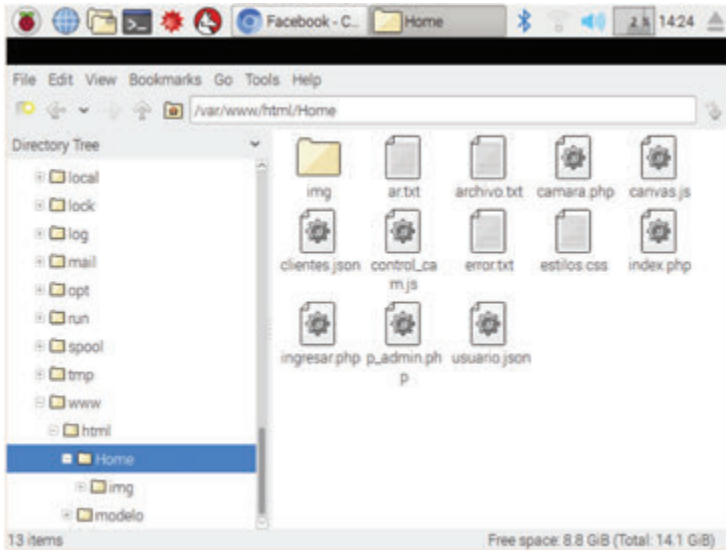 Facebook - C... Home 2 % 14:24
File Edit View Bookmarks Go Tools Help
/var/www/html/Home
Directory Tree
local
lock
log
mail
opt
run
spool
tmp
www
html
Home
img
modelo
img ar.txt archivo.txt camara.php canvas.js
clientes.json control_ca error.txt estilos.css index.php
m.js
ingresar.php p_admin.ph usuario.json
p
13 items Free space: 8.8 GiB (Total: 14.1 GiB)